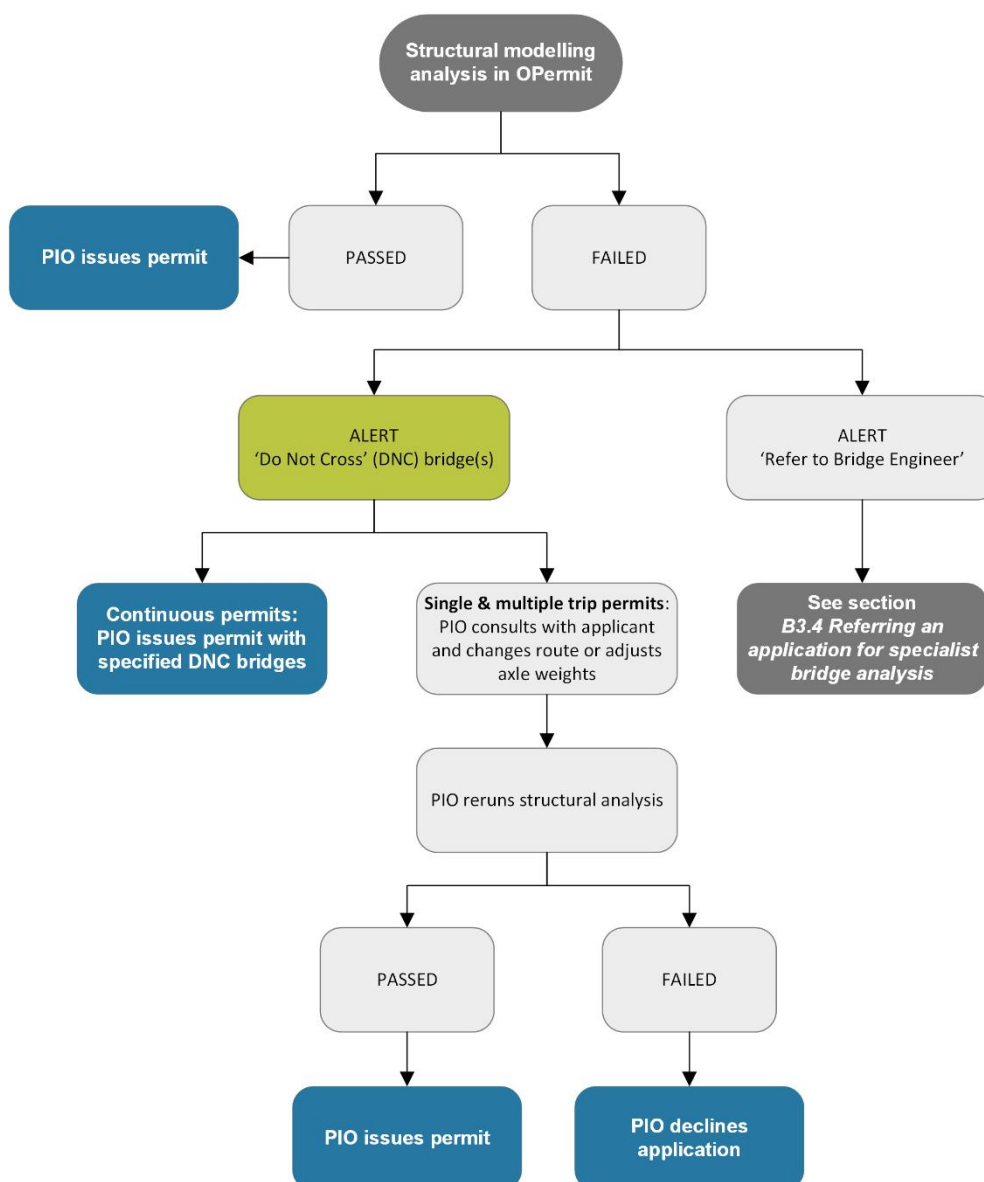 Structural modelling
analysis in OPermit
PIO issues permit
PASSED
FAILED
ALERT
‘Do Not Cross’ (DNC) bridge(s)
ALERT
‘Refer to Bridge Engineer’
Continuous permits:
PIO issues permit with
specified DNC bridges
Single & multiple trip permits:
PIO consults with applicant
and changes route or adjusts
axle weights
See section
B3.4 Referring an
application for specialist
bridge analysis
PIO reruns structural analysis
PASSED
FAILED
PIO issues permit
PIO declines
application